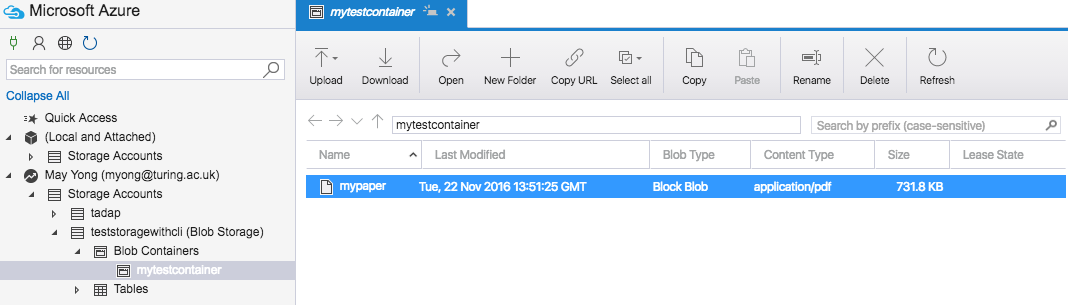 Microsoft Azure
Search for resources
Collapse All
Quick Access
(Local and Attached)
Storage Accounts
May Yong (myong@turing.ac.uk)
Storage Accounts
tadap
teststoragewithcli (Blob Storage)
Blob Containers
mytestcontainer
Tables
mytestcontainer
Upload Download Open New Folder Copy URL Select all Copy Paste Rename Delete Refresh
mytestcontainer Search by prefix (case-sensitive)
Name Last Modified Blob Type Content Type Size Lease State
mypaper Tue, 22 Nov 2016 13:51:25 GMT Block Blob application/pdf 731.8 KB